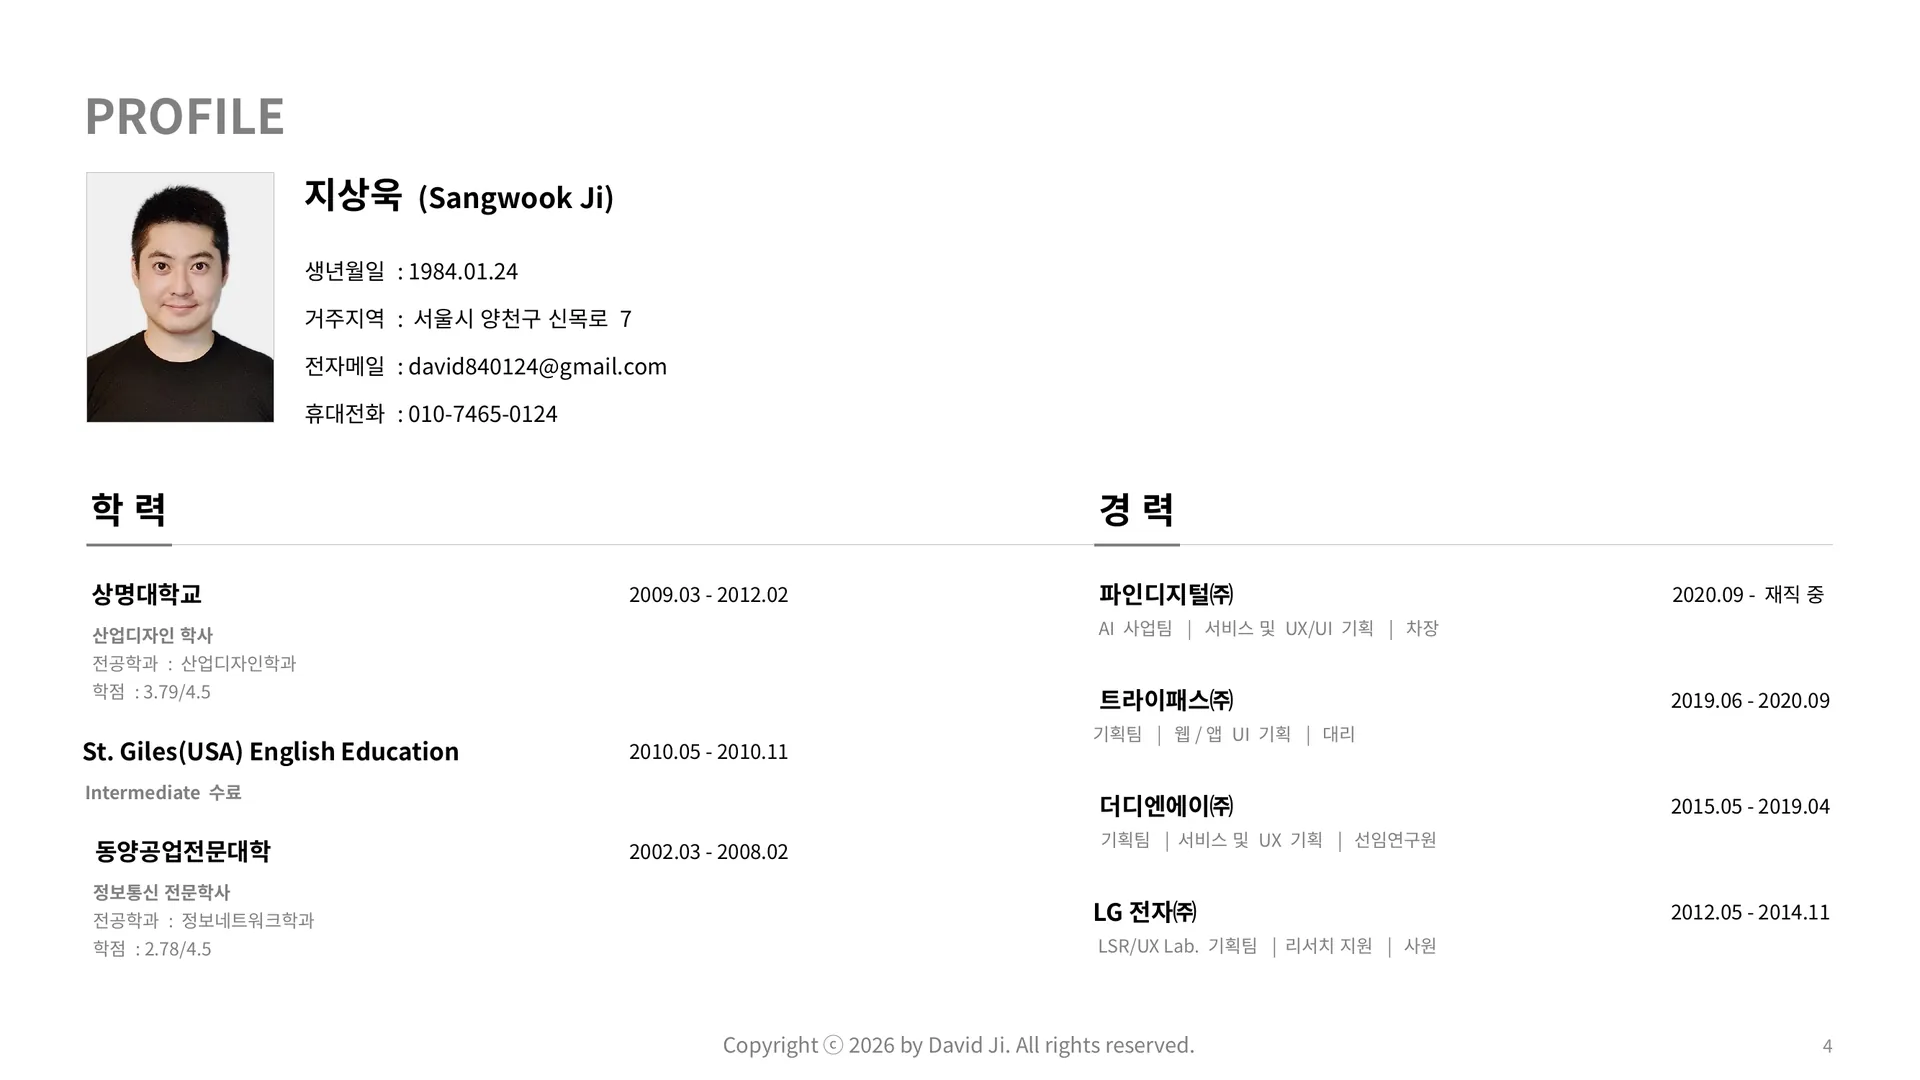 PROFILE
지상욱 (Sangwook Ji)
생년월일 : 1984.01.24
거주지역 : 서울시 양천구 신목로 7
전자메일 : david840124@gmail.com
휴대전화 : 010-7465-0124
학 력
상명대학교 2009.03 - 2012.02
산업디자인 학사
전공학과 : 산업디자인학과
학점 : 3.79/4.5
St. Giles(USA) English Education 2010.05 - 2010.11
Intermediate 수료
동양공업전문대학 2002.03 - 2008.02
정보통신 전문학사
전공학과 : 정보네트워크학과
학점 : 2.78/4.5
경 력
파인디지털㈜ 2020.09 - 재직 중
AI 사업팀 | 서비스 및 UX/UI 기획 | 차장
트라이패스㈜ 2019.06 - 2020.09
기획팀 | 웹 / 앱 UI 기획 | 대리
더디엔에이㈜ 2015.05 - 2019.04
기획팀 | 서비스 및 UX 기획 | 선임연구원
LG 전자㈜ 2012.05 - 2014.11
LSR/UX Lab. 기획팀 | 리서치 지원 | 사원
Copyright ⓒ 2026 by David Ji. All rights reserved.
4